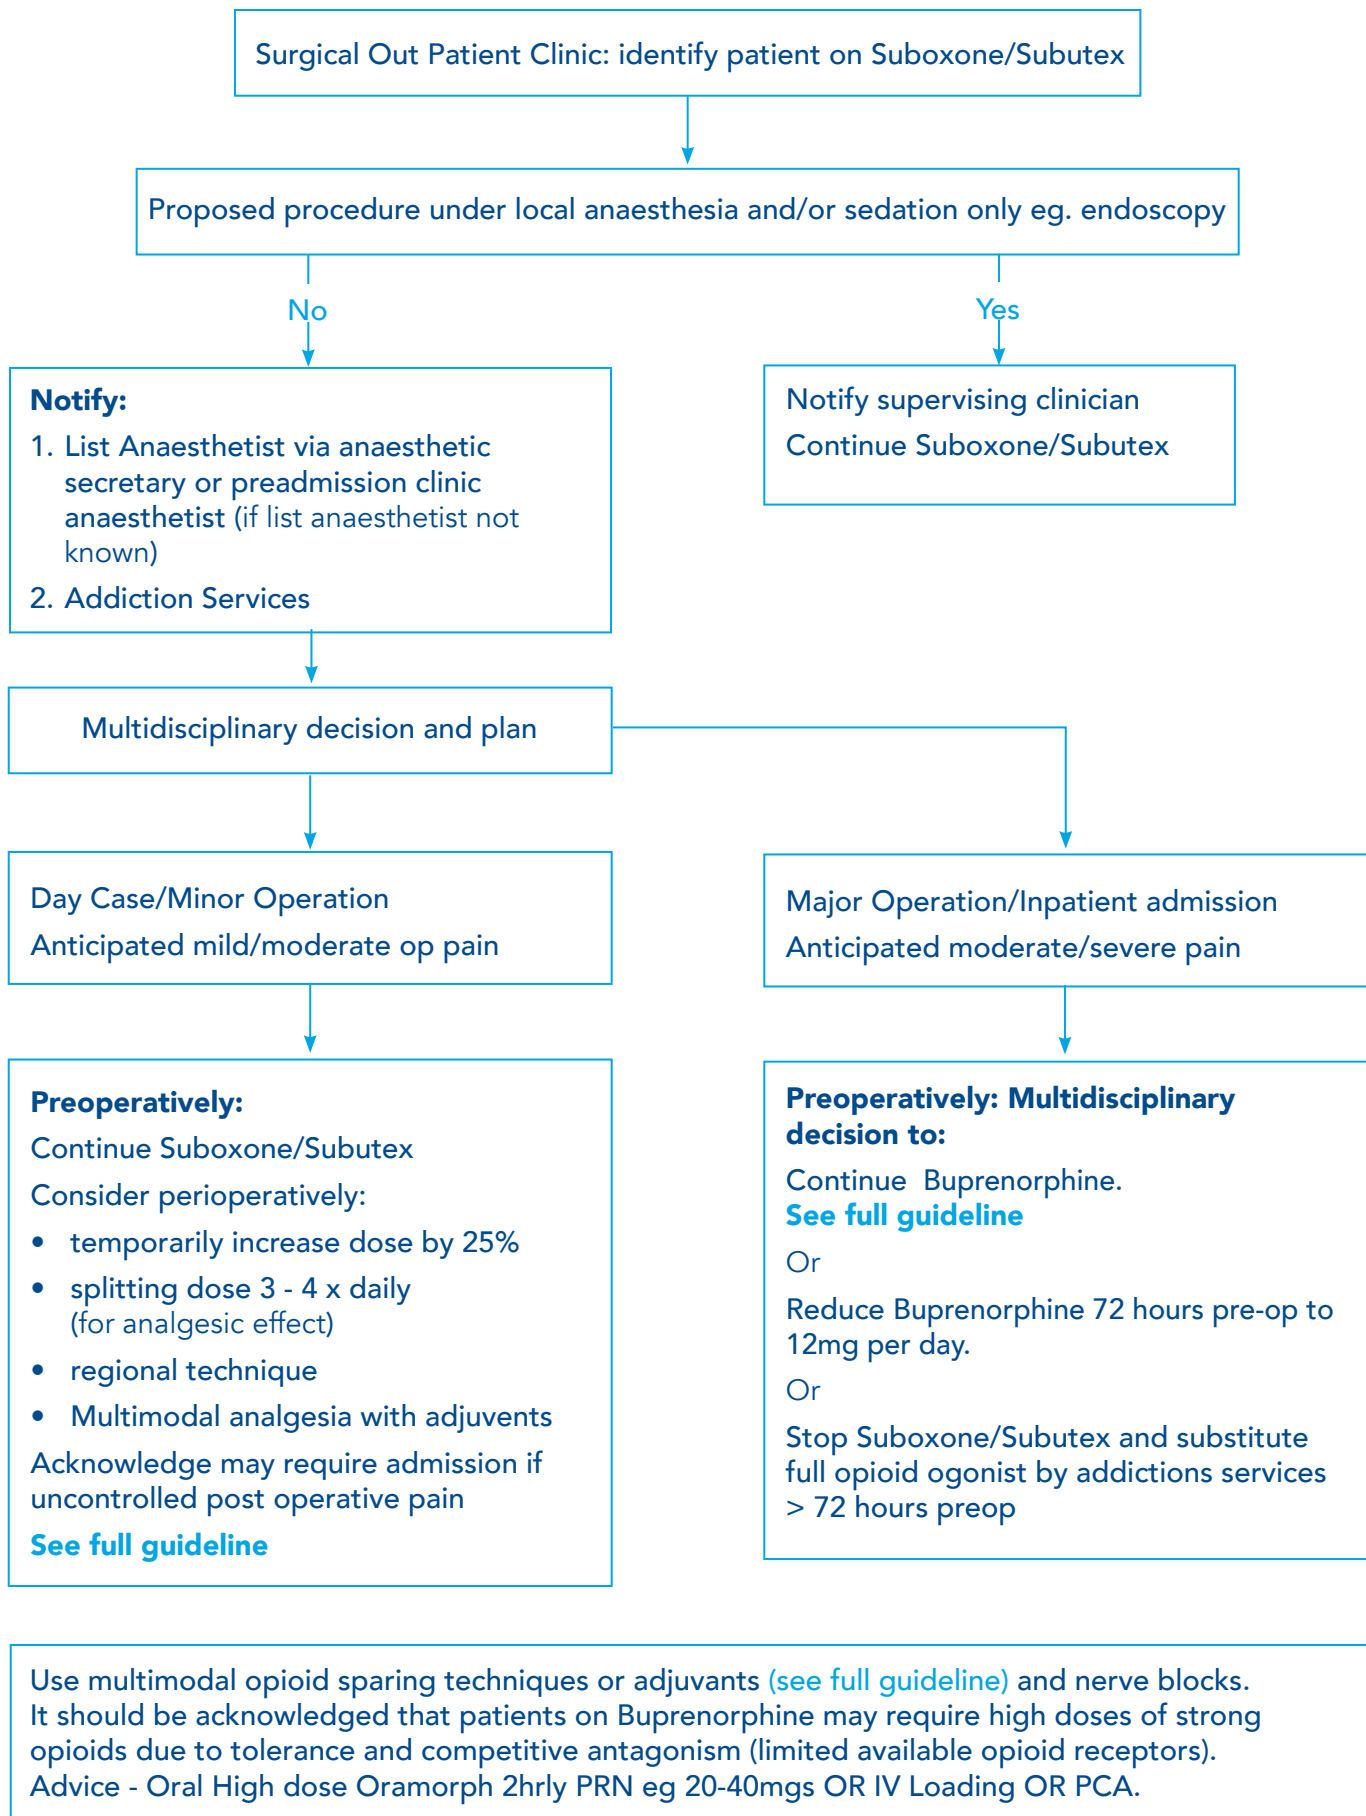 Surgical Out Patient Clinic: identify patient on Suboxone/Subutex
Proposed procedure under local anaesthesia and/or sedation only eg. endoscopy
No
Yes
Notify:
1. List Anaesthetist via anaesthetic
secretary or preadmission clinic
anaesthetist (if list anaesthetist not
known)
2. Addiction Services
Notify supervising clinician
Continue Suboxone/Subutex
Multidisciplinary decision and plan
Day Case/Minor Operation
Anticipated mild/moderate op pain
Major Operation/Inpatient admission
Anticipated moderate/severe pain
Preoperatively:
Continue Suboxone/Subutex
Consider perioperatively:
• temporarily increase dose by 25%
• splitting dose 3 - 4 x daily
(for analgesic effect)
• regional technique
• Multimodal analgesia with adjuvents
Acknowledge may require admission if
uncontrolled post operative pain
See full guideline
Preoperatively: Multidisciplinary
decision to:
Continue Buprenorphine.
See full guideline
Or
Reduce Buprenorphine 72 hours pre-op to
12mg per day.
Or
Stop Suboxone/Subutex and substitute
full opioid ogonist by addictions services
> 72 hours preop
Use multimodal opioid sparing techniques or adjuvants (see full guideline) and nerve blocks.
It should be acknowledged that patients on Buprenorphine may require high doses of strong
opioids due to tolerance and competitive antagonism (limited available opioid receptors).
Advice - Oral High dose Oramorph 2hrly PRN eg 20-40mgs OR IV Loading OR PCA.